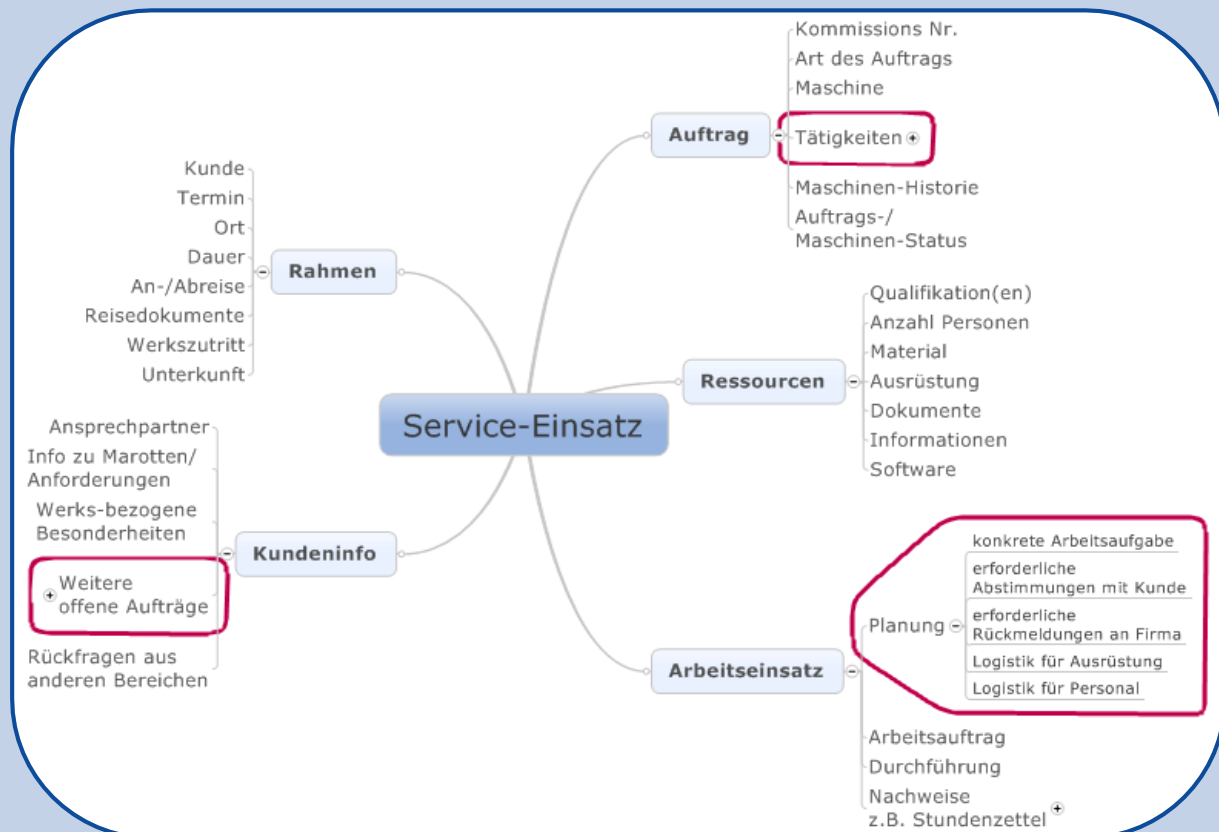 Service-Einsatz
Auftrag
Kommissions Nr.
Art des Auftrags
Maschine
Tätigkeiten
Maschinen-Historie
Auftrags-/
Maschinen-Status
Ressourcen
Qualifikation(en)
Anzahl Personen
Material
Ausrüstung
Dokumente
Informationen
Software
Arbeitseinsatz
Planung
konkrete Arbeitsaufgabe
erforderliche
Abstimmungen mit Kunde
erforderliche
Rückmeldungen an Firma
Logistik für Ausrüstung
Logistik für Personal
Arbeitsauftrag
Durchführung
Nachweise
z.B. Stundenzettel
Rahmen
Kunde
Termin
Ort
Dauer
An-/Abreise
Reisedokumente
Werkszutritt
Unterkunft
Kundeninfo
Ansprechpartner
Info zu Marotten/
Anforderungen
Werks-bezogene
Besonderheiten
Weitere
offene Aufträge
Rückfragen aus
anderen Bereichen